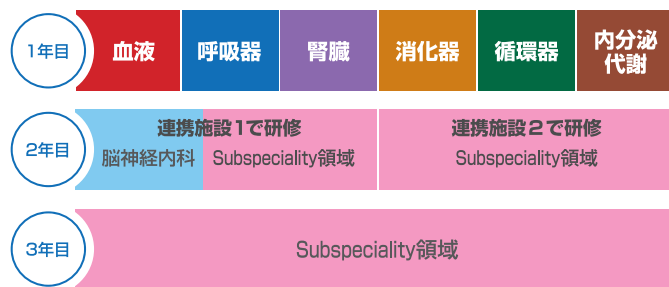 1年目
血液
呼吸器
腎臓
消化器
循環器
内分泌
代謝
2年目
連携施設1で研修
脳神経内科
Subspeciality領域
連携施設2で研修
Subspeciality領域
3年目
Subspeciality領域